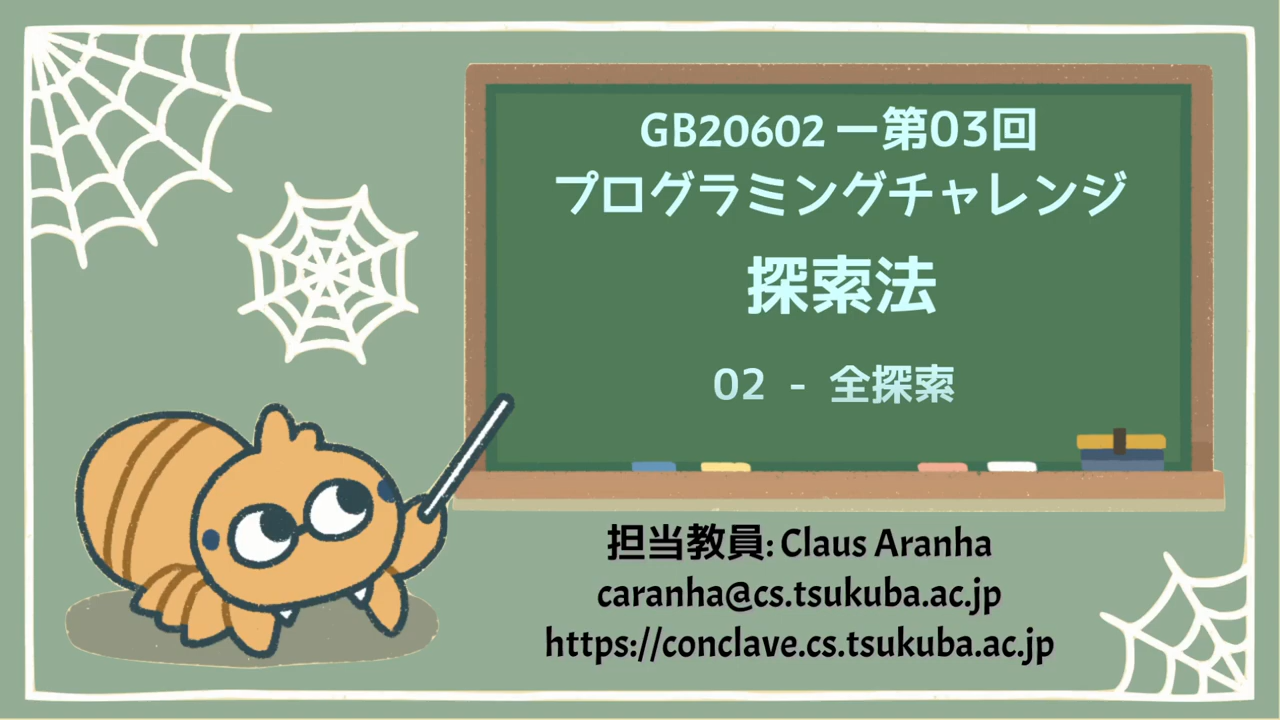 GB20602 ー第03回
プログラミングチャレンジ
探索法
02 - 全探索
担当教員: Claus Aranha
caranha@cs.tsukuba.ac.jp
https://conclave.cs.tsukuba.ac.jp